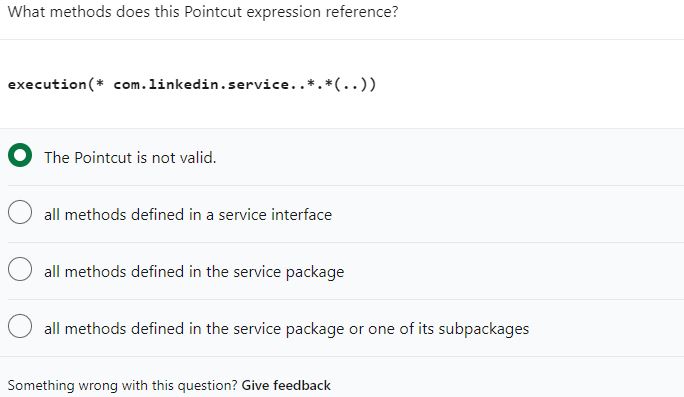 What methods does this Pointcut expression reference?
execution(* com.linkedin.service..*.*(..))
The Pointcut is not valid.
all methods defined in a service interface
all methods defined in the service package
all methods defined in the service package or one of its subpackages
Something wrong with this question? Give feedback